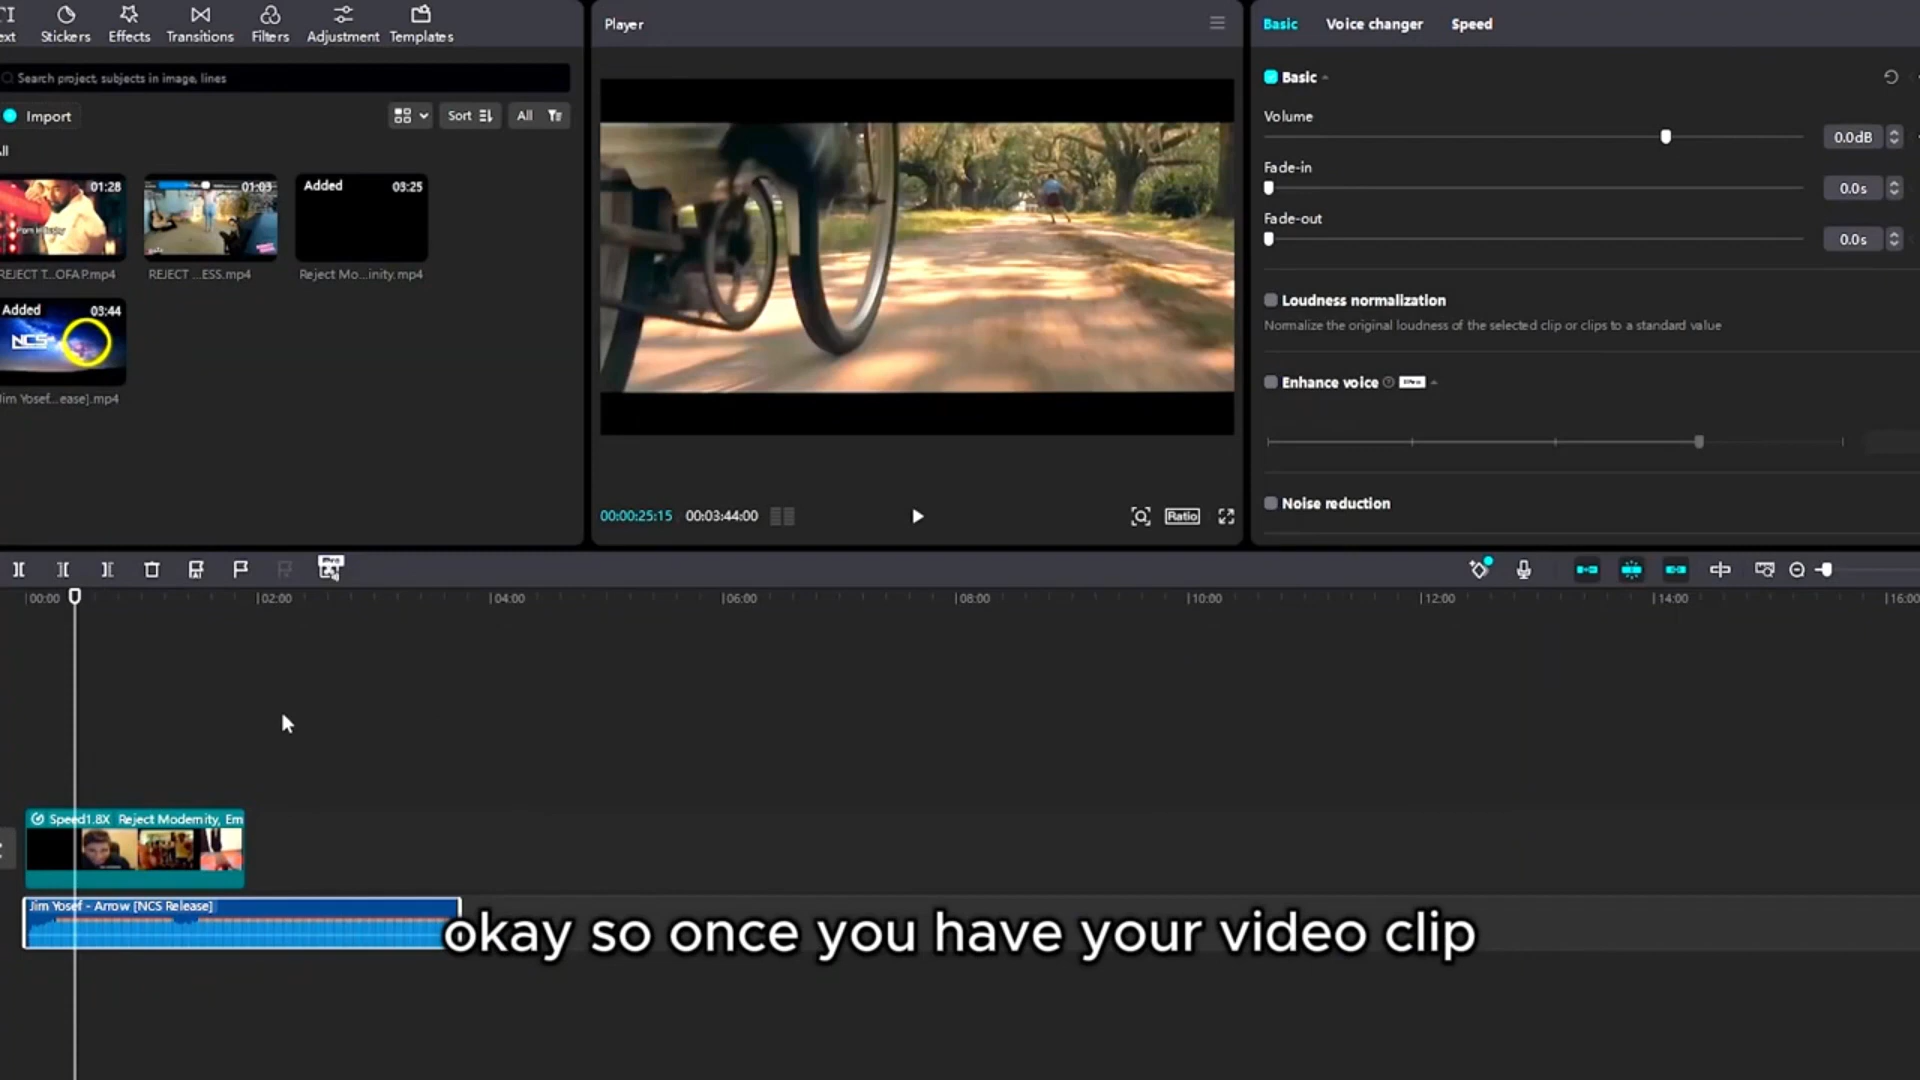 TI
ext
Stickers
Effects
Transitions
Filters
Adjustment
Templates
Search project, subjects in image, lines
Import
Sort
All
ll
01:28
REJECT T...OFAP.mp4
01:03
REJECT ...ESS.mp4
Added
03:25
Reject Mo...inity.mp4
Added
03:44
NCS
Jim Yosef...ease].mp4
Player
00:00:25:15
00:03:44:00
Ratio
Basic
Voice changer
Speed
Basic
Volume
0.0dB
Fade-in
0.0s
Fade-out
0.0s
Loudness normalization
Normalize the original loudness of the selected clip or clips to a standard value
Enhance voice
Noise reduction
00:00
02:00
04:00
06:00
08:00
10:00
12:00
14:00
16:00
Speed1.8X Reject Modernity, Em
Jim Yosef - Arrow [NCS Release]
okay so once you have your video clip